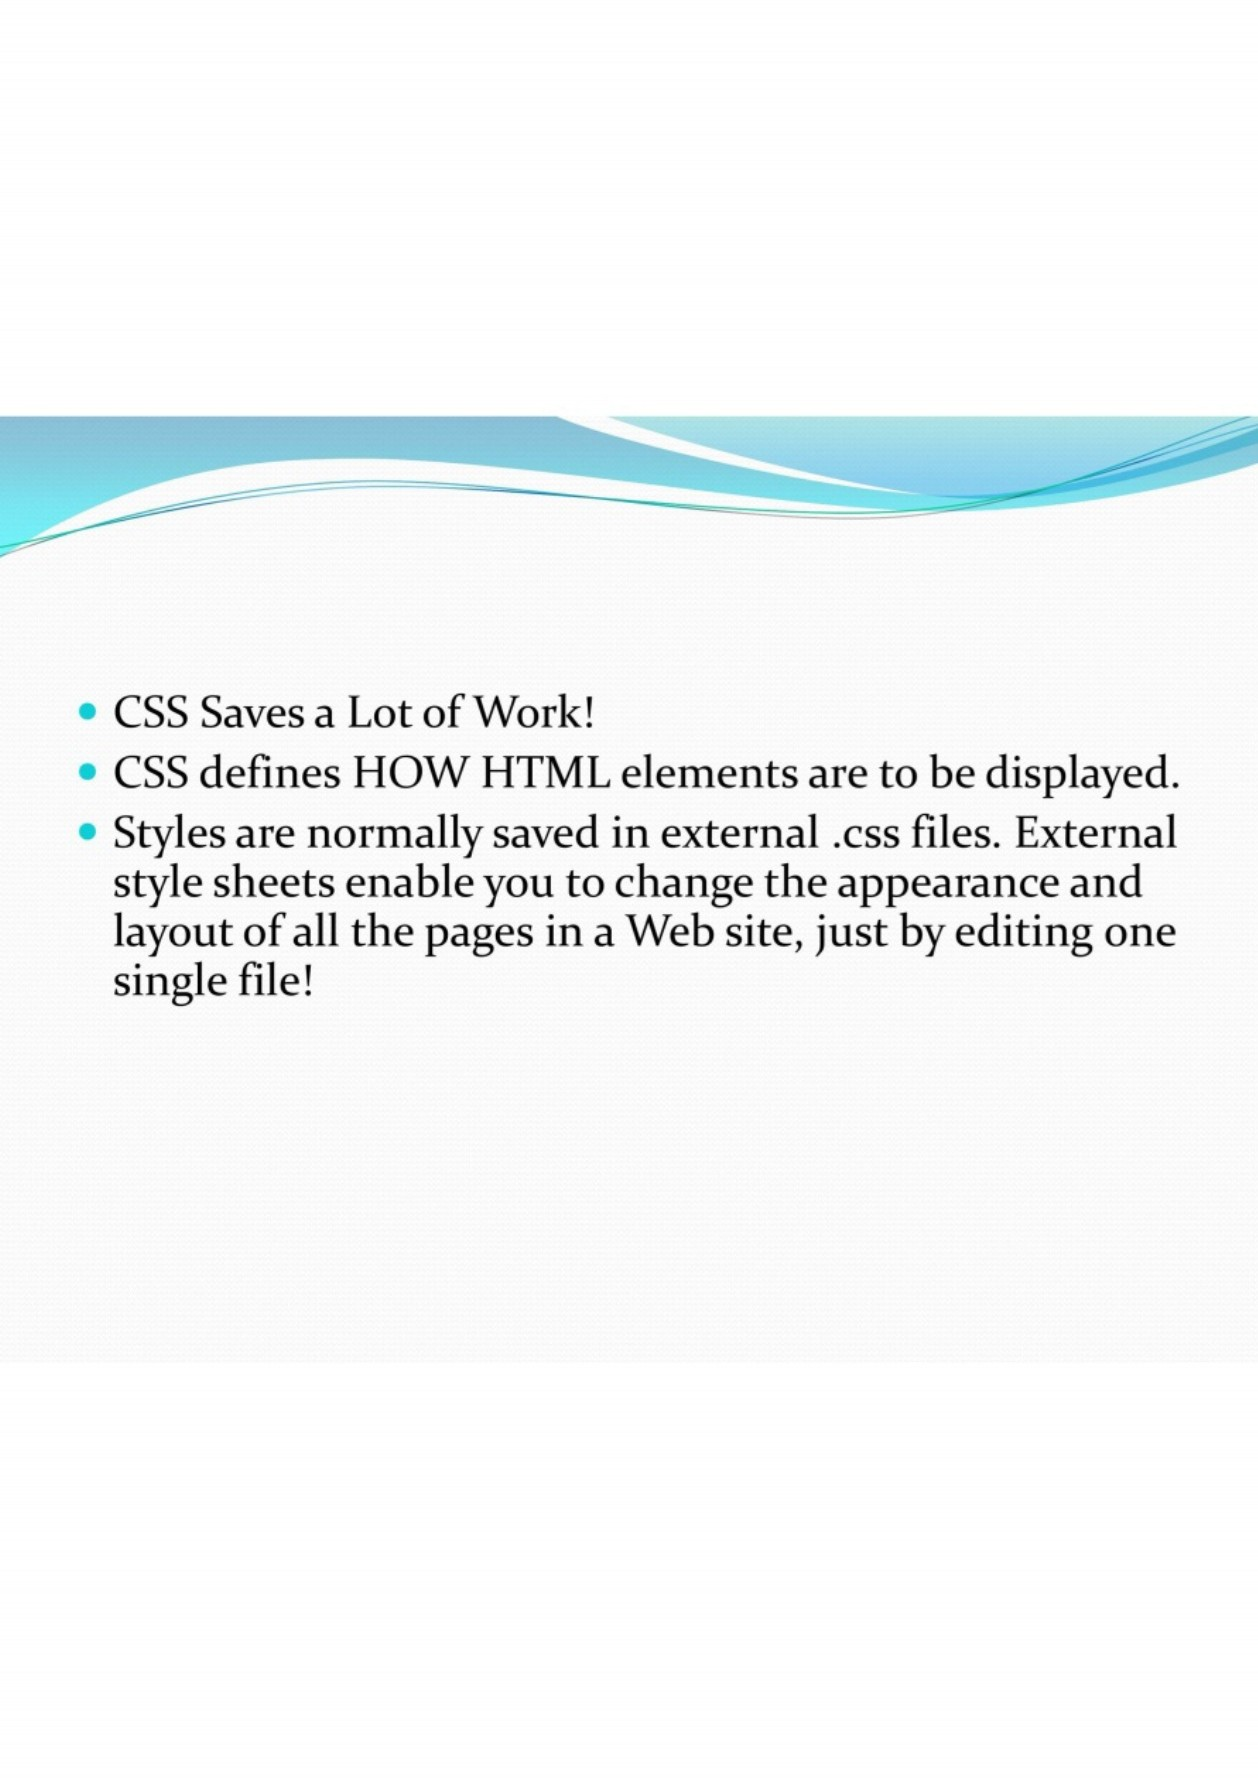 CSS Saves a Lot of Work!
CSS defines HOW HTML elements are to be displayed.
Styles are normally saved in external .css files. External
style sheets enable you to change the appearance and
layout of all the pages in a Web site, just by editing one
single file!